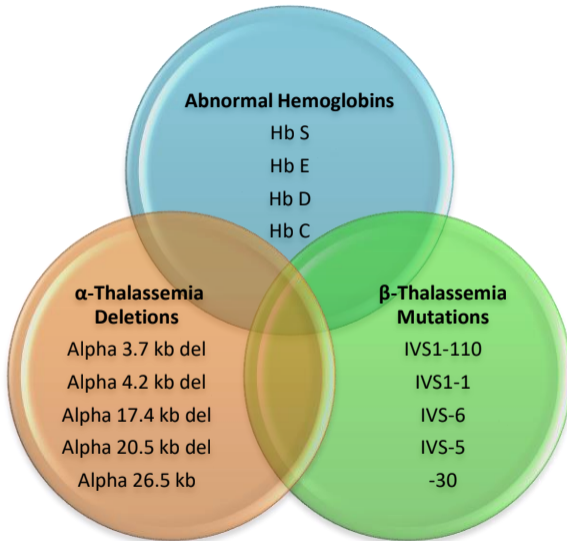 Abnormal Hemoglobins
Hb S
Hb E
Hb D
Hb C
α-Thalassemia
Deletions
Alpha 3.7 kb del
Alpha 4.2 kb del
Alpha 17.4 kb del
Alpha 20.5 kb del
Alpha 26.5 kb
β-Thalassemia
Mutations
IVS1-110
IVS1-1
IVS-6
IVS-5
-30